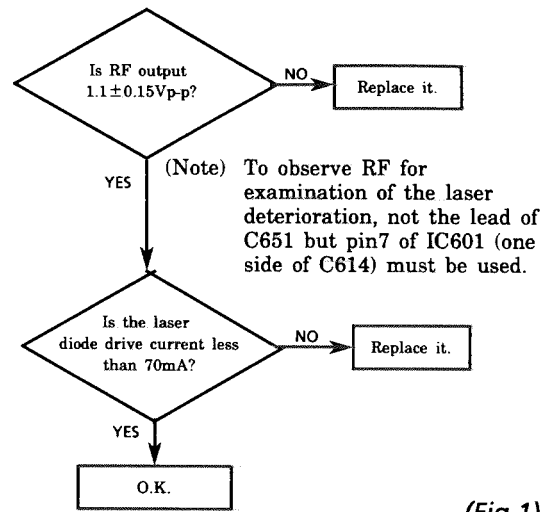 Is RF output
1.1±0.15Vp-p?
NO
Replace it.
YES
(Note) To observe RF for
examination of the laser
deterioration, not the lead of
C651 but pin7 of IC601 (one
side of C614) must be used.
Is the laser
diode drive current less
than 70mA?
NO
Replace it.
YES
O.K.
(Fig.1)